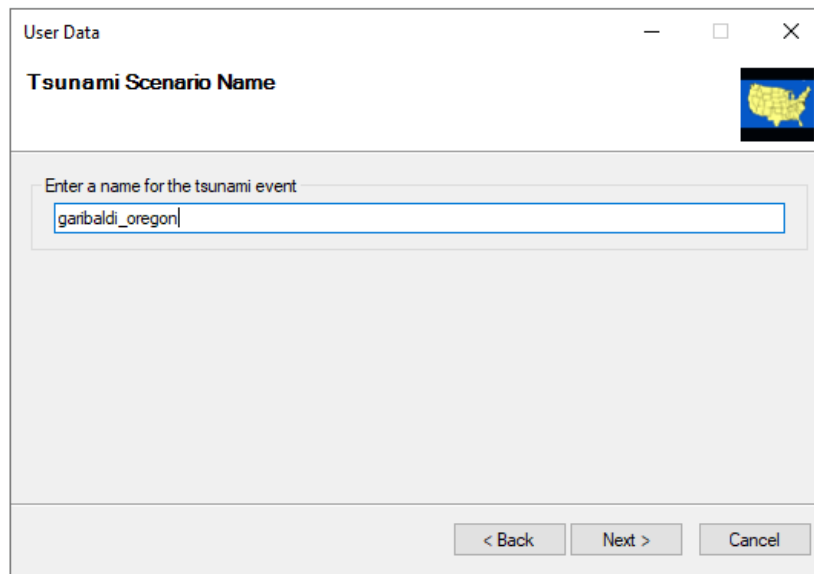 User Data
Tsunami Scenario Name
Enter a name for the tsunami event
garibaldi_oregon
< Back Next > Cancel